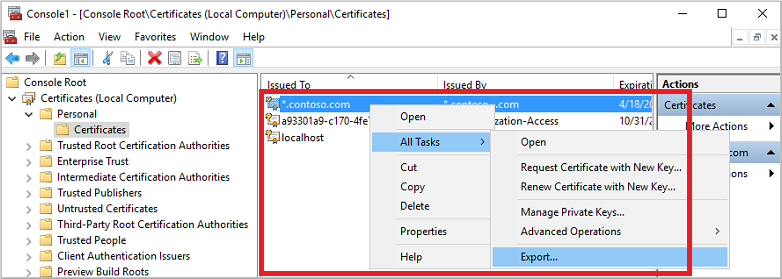 Console1 - [Console Root\Certificates (Local Computer)\Personal\Certificates]
File Action View Favorites Window Help
Console Root
Certificates (Local Computer)
Personal
Certificates
Trusted Root Certification Authorities
Enterprise Trust
Intermediate Certification Authorities
Trusted Publishers
Untrusted Certificates
Third-Party Root Certification Authorities
Trusted People
Client Authentication Issuers
Preview Build Roots
Issued To Issued By Expirati
*.contoso.com *.contoso...com 4/18/20
a93301a9-c170-4fe7 zation-Access 10/31/2
localhost
Open
All Tasks
Cut
Copy
Delete
Properties
Help
Open
Request Certificate with New Key...
Renew Certificate with New Key...
Manage Private Keys...
Advanced Operations
Export...
Actions
Certificates
More Actions
om
ctions